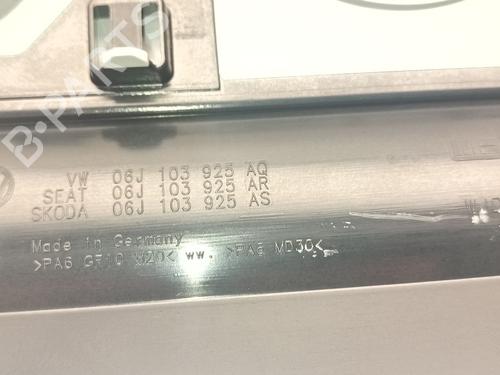 B-PARTS
VW 06J 103 925 AQ
SEAT 06J 103 925 AR
SKODA 06J 103 925 AS
Made in Germany
>PA6 GF10 M20< ww. >PA6 MD30<